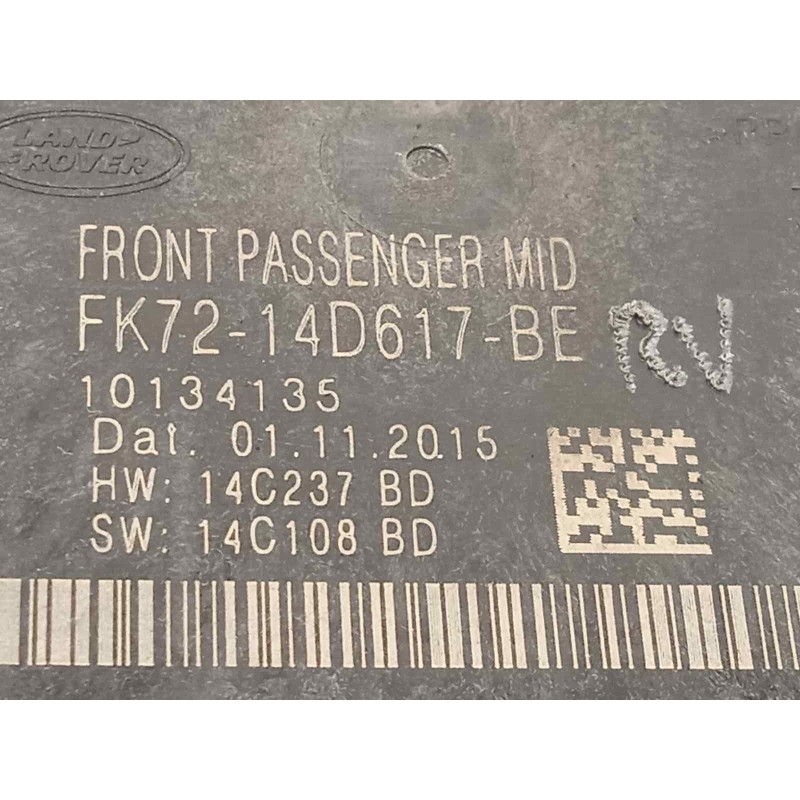 LAND
ROVER
FRONT PASSENGER MID
FK72-14D617-BE
RV
10134135
Dat. 01.11.2015
HW: 14C237 BD
SW: 14C108 BD